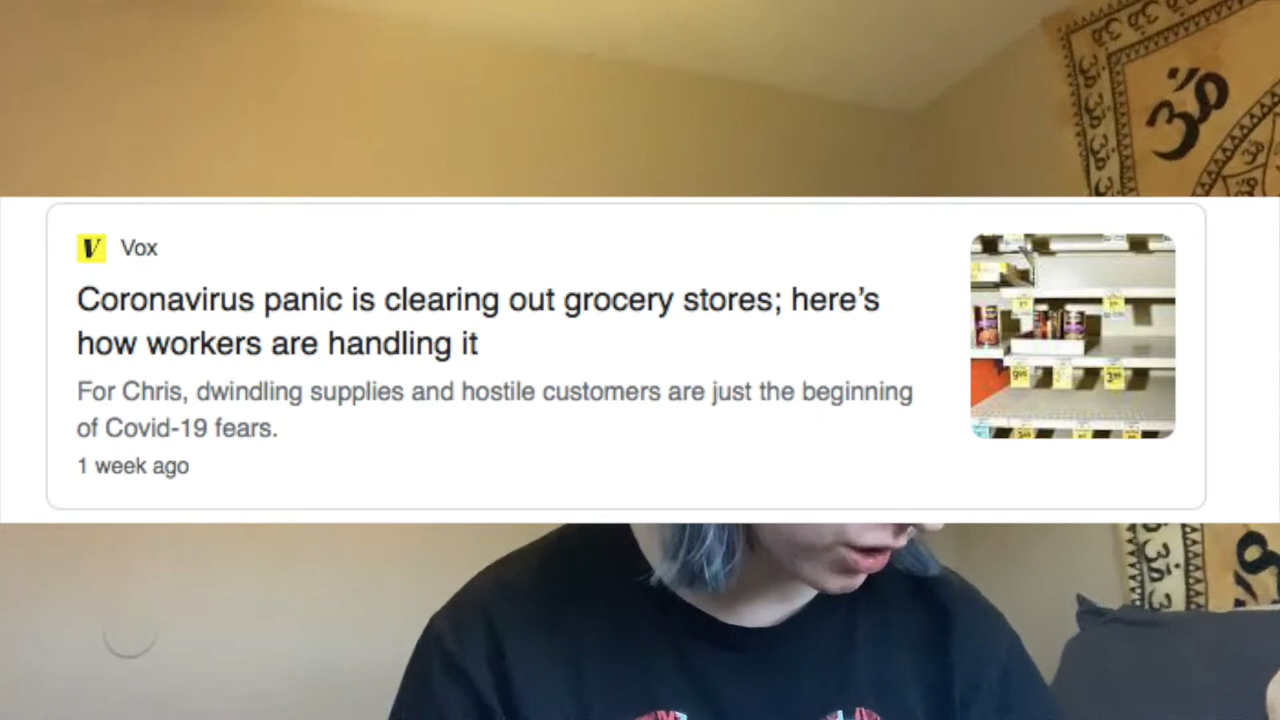 Vox
Coronavirus panic is clearing out grocery stores; here’s
how workers are handling it
For Chris, dwindling supplies and hostile customers are just the beginning
of Covid-19 fears.
1 week ago
ॐ